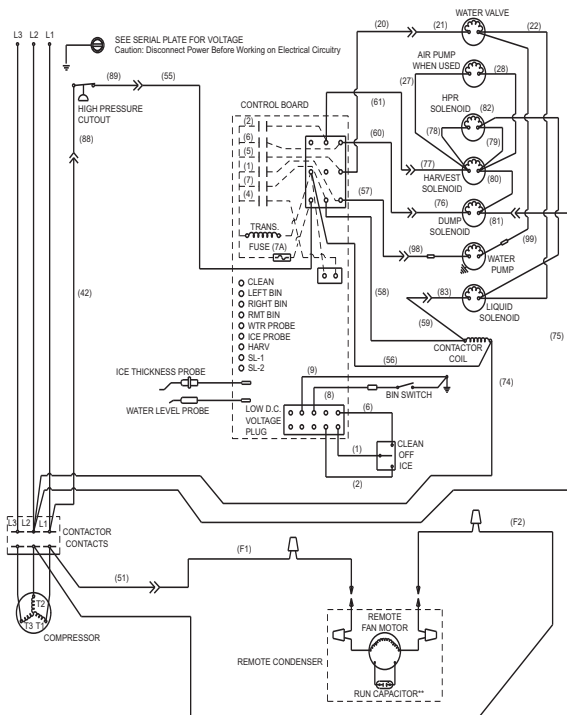 WATER VALVE
(20) (21) (22)
L3 L2 L1
SEE SERIAL PLATE FOR VOLTAGE
Caution: Disconnect Power Before Working on Electrical Circuitry
AIR PUMP
WHEN USED
(27) (28)
(89) (55)
HIGH PRESSURE
CUTOUT
(88)
(61)
HPR
SOLENOID
(82)
(78) (79)
CONTROL BOARD
(2)
(6)
(5)
(1)
(7)
(4)
(60)
(77)
HARVEST
SOLENOID
(80)
(57)
(76)
DUMP
SOLENOID
(81)
TRANS.
FUSE (7A)
(98)
WATER
PUMP
(99)
CLEAN
LEFT BIN
RIGHT BIN
RMT BIN
WTR PROBE
ICE PROBE
HARV
SL-1
SL-2
(42)
(58)
(83)
LIQUID
SOLENOID
(59)
CONTACTOR
COIL
(75)
(56)
(74)
ICE THICKNESS PROBE
(9)
(8)
BIN SWITCH
WATER LEVEL PROBE
LOW D.C.
VOLTAGE
PLUG
(6)
CLEAN
OFF
ICE
(1)
(2)
L3 L2 L1
CONTACTOR
CONTACTS
(F1)
(F2)
(51)
T2
T3 T1
COMPRESSOR
REMOTE
FAN MOTOR
REMOTE CONDENSER
RUN CAPACITOR**